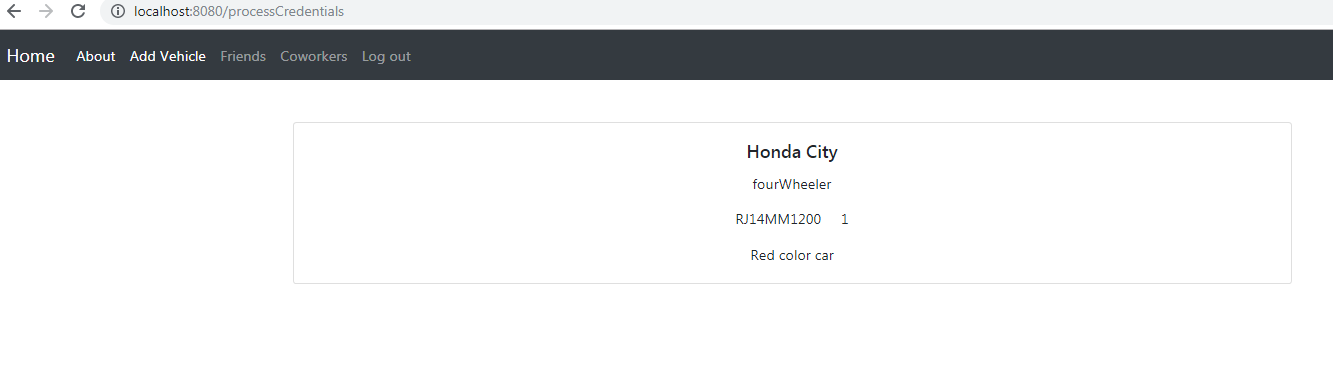 localhost:8080/processCredentials
Home About Add Vehicle Friends Coworkers Log out
Honda City
fourWheeler
RJ14MM1200 1
Red color car